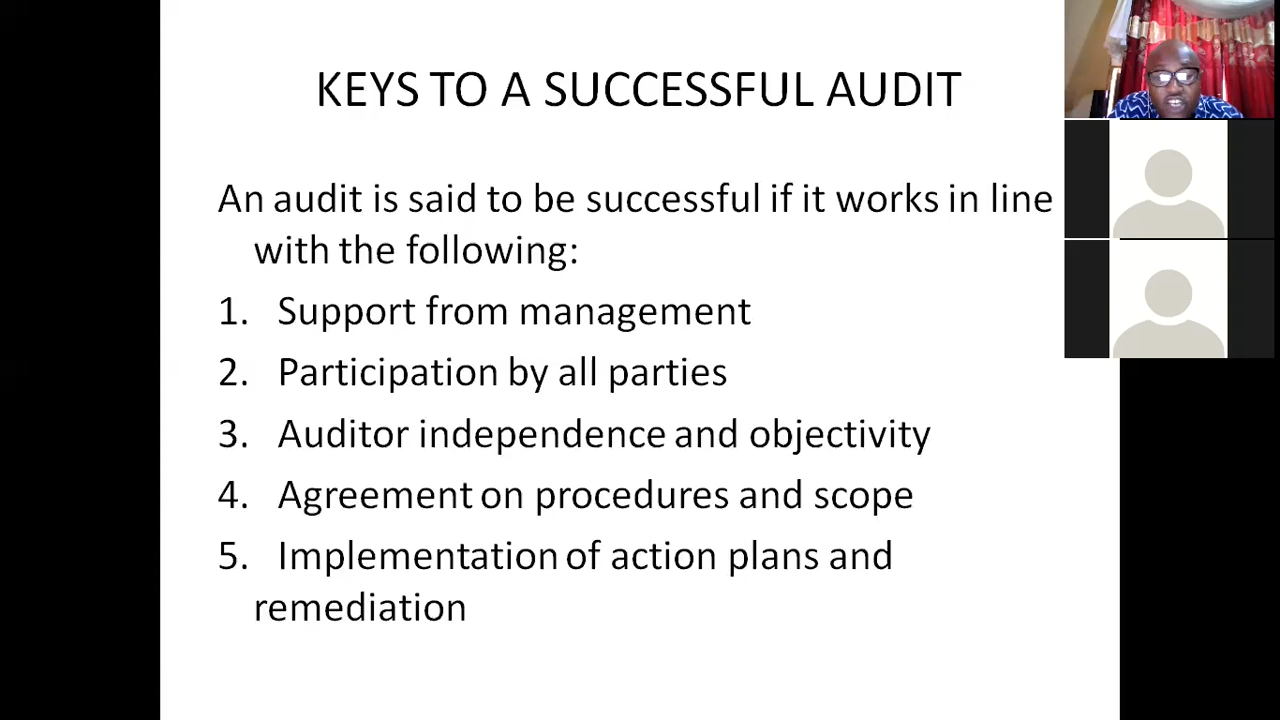 KEYS TO A SUCCESSFUL AUDIT
An audit is said to be successful if it works in line
with the following:
1. Support from management
2. Participation by all parties
3. Auditor independence and objectivity
4. Agreement on procedures and scope
5. Implementation of action plans and
remediation